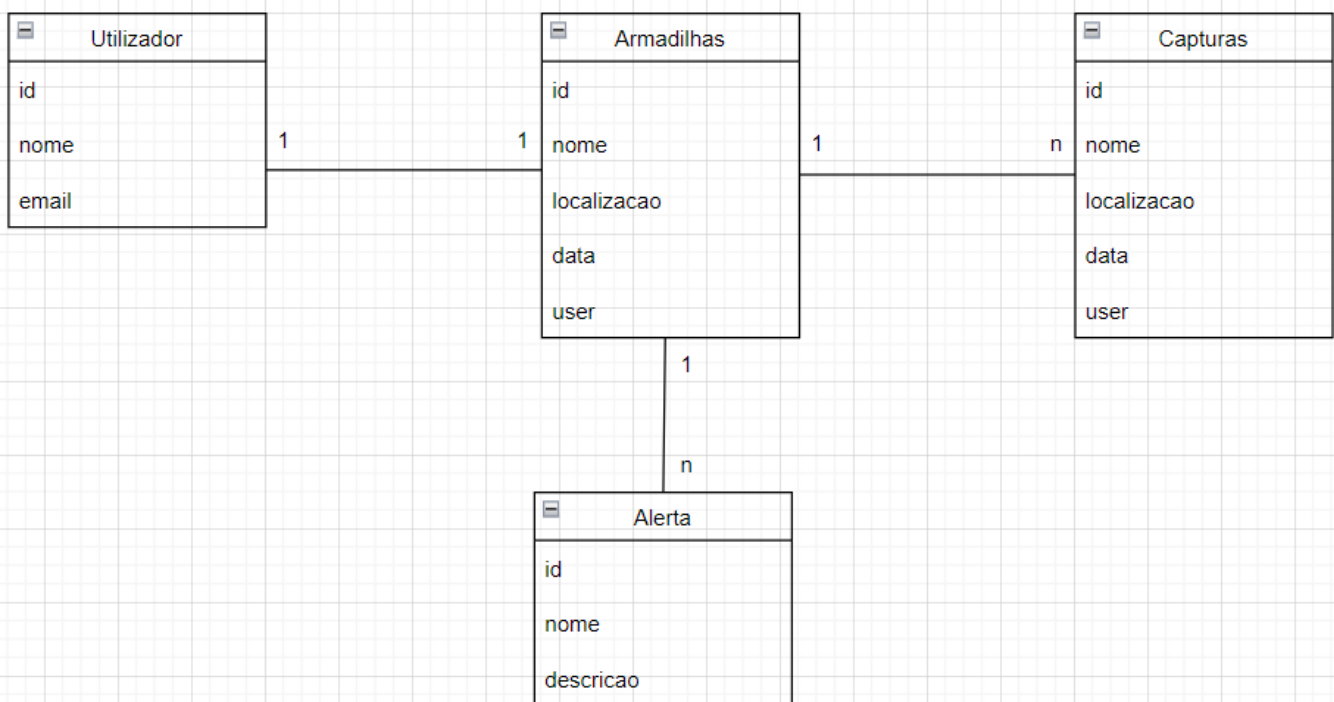 Utilizador
id
nome
email
1
1
Armadilhas
id
nome
localizacao
data
user
1
n
Capturas
id
nome
localizacao
data
user
1
n
Alerta
id
nome
descricao